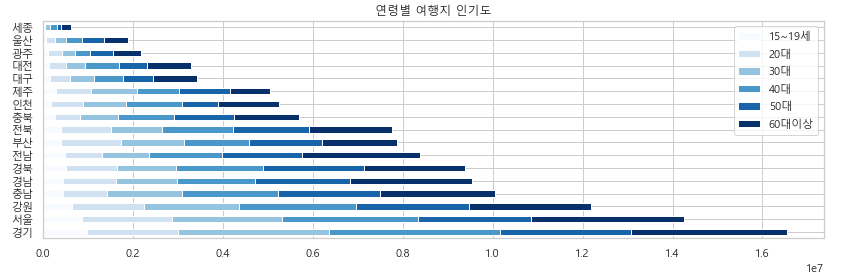 연령별 여행지 인기도
세종
울산
광주
대전
대구
제주
인천
충북
전북
부산
전남
경북
경남
충남
강원
서울
경기
15~19세
20대
30대
40대
50대
60대이상
0.0 0.2 0.4 0.6 0.8 1.0 1.2 1.4 1.6
1e7